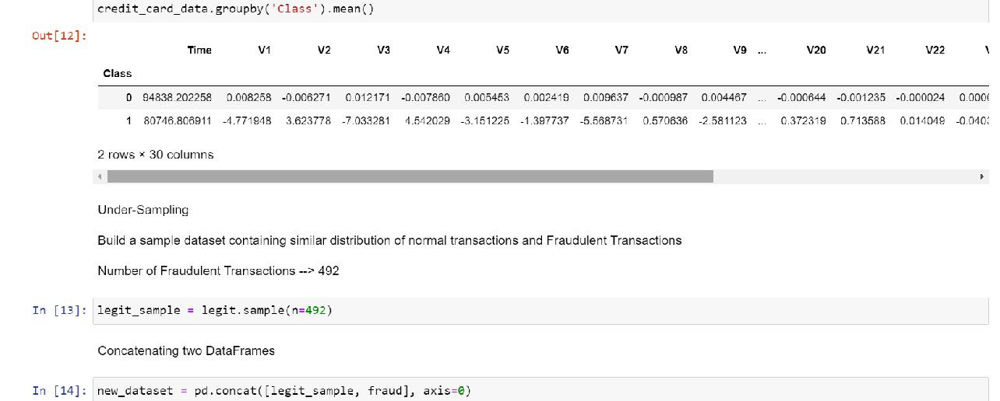 credit_card_data.groupby('Class').mean()
Out[12]:
Time V1 V2 V3 V4 V5 V6 V7 V8 V9 ... V20 V21 V22
Class
0 94838.202258 0.008258 -0.006271 0.012171 -0.007860 0.005453 0.002419 0.009637 -0.000987 0.004467 ... -0.000644 -0.001235 -0.000024 0.0000
1 80746.806911 -4.771948 3.623778 -7.033281 4.542029 -3.151225 -1.397737 -5.568731 0.570636 -2.581123 ... 0.372319 0.713588 0.014049 -0.0403
2 rows × 30 columns
Under-Sampling
Build a sample dataset containing similar distribution of normal transactions and Fraudulent Transactions
Number of Fraudulent Transactions --> 492
In [13]: legit_sample = legit.sample(n=492)
Concatenating two DataFrames
In [14]: new_dataset = pd.concat([legit_sample, fraud], axis=0)